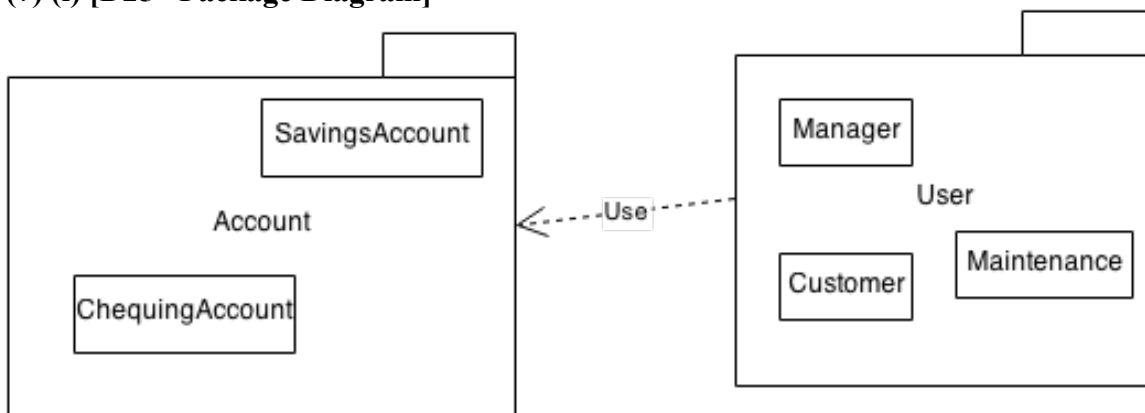 SavingsAccount
Manager
Account
Use
User
ChequingAccount
Customer
Maintenance